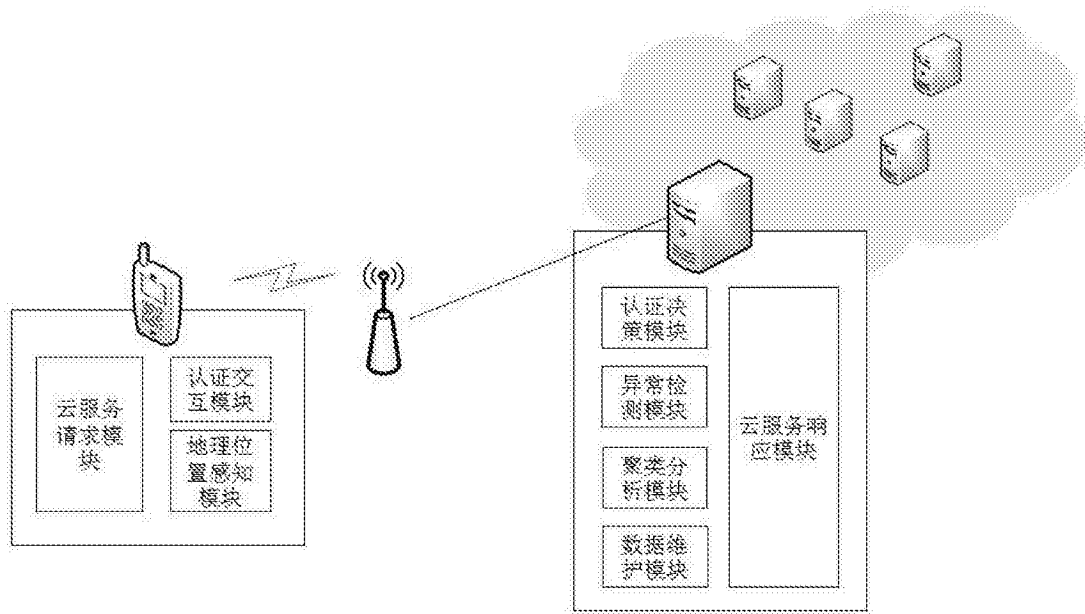 云服务
请求模
块
认证交
互模块
地理位
置感知
模块
认证决
策模块
异常检
测模块
聚类分
析模块
数据维
护模块
云服务响
应模块